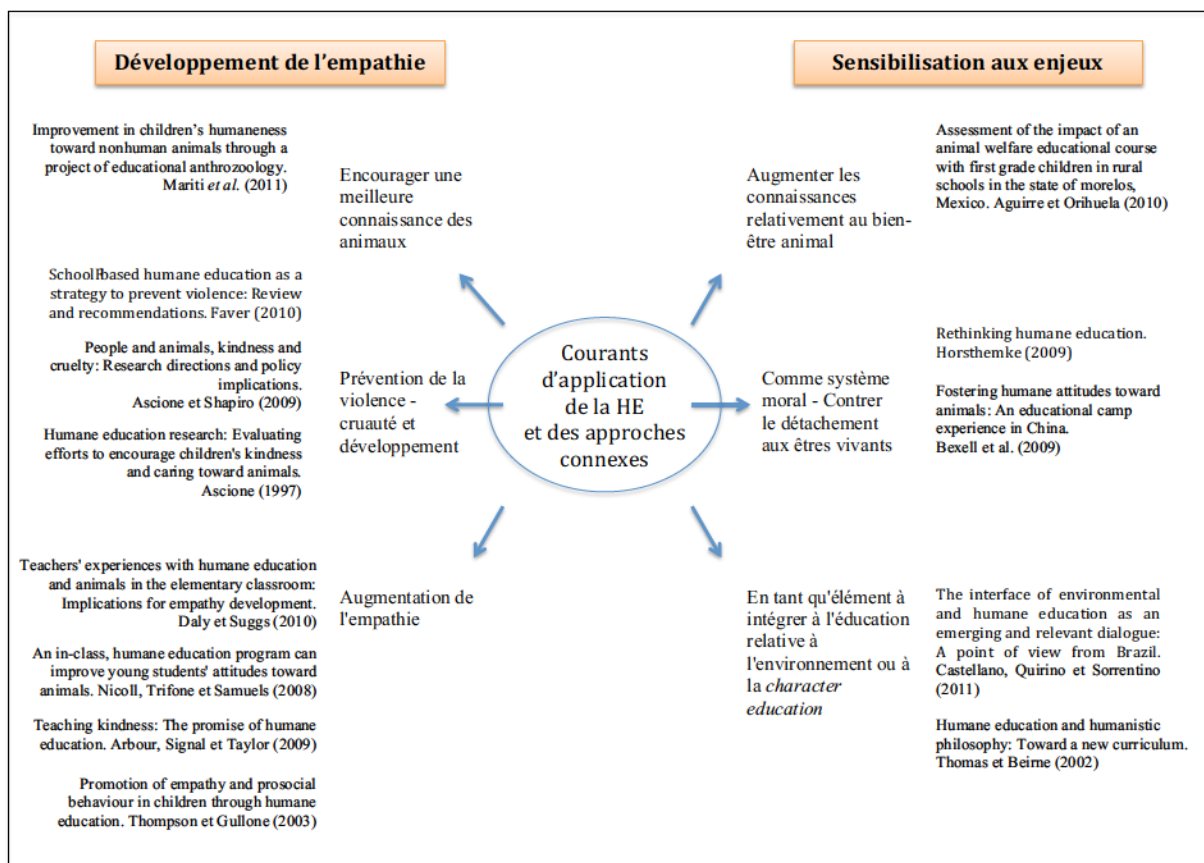 Développement de l'empathie
Improvement in children's humaneness
toward nonhuman animals through a
project of educational anthrozoology.
Mariti et al. (2011)
Encourager une
meilleure
connaissance des
animaux
School based humane education as a
strategy to prevent violence: Review
and recommendations. Faver (2010)
People and animals, kindness and
cruelty: Research directions and policy
implications.
Ascione et Shapiro (2009)
Humane education research: Evaluating
efforts to encourage children's kindness
and caring toward animals.
Ascione (1997)
Prévention de la
violence -
cruauté et
développement
Teachers' experiences with humane education
and animals in the elementary classroom:
Implications for empathy development.
Daly et Suggs (2010)
An in-class, humane education program can
improve young students' attitudes toward
animals. Nicoll, Trifone et Samuels (2008)
Teaching kindness: The promise of humane
education. Arbour, Signal et Taylor (2009)
Promotion of empathy and prosocial
behaviour in children through humane
education. Thompson et Gullone (2003)
Augmentation de
l'empathie
Courants
d'application
de la HE
et des approches
connexes
Sensibilisation aux enjeux
Augmenter les
connaissances
relativement au bien-
être animal
Assessment of the impact of an
animal welfare educational course
with first grade children in rural
schools in the state of morelos,
Mexico. Aguirre et Orihuela (2010)
Comme système
moral - Contrer
le détachement
aux êtres vivants
Rethinking humane education.
Horsthemke (2009)
Fostering humane attitudes toward
animals: An educational camp
experience in China.
Bexell et al. (2009)
En tant qu'élément à
intégrer à l'éducation
relative à
l'environnement ou à
la character
education
The interface of environmental
and humane education as an
emerging and relevant dialogue:
A point of view from Brazil.
Castellano, Quirino et Sorrentino
(2011)
Humane education and humanistic
philosophy: Toward a new curriculum.
Thomas et Beirne (2002)